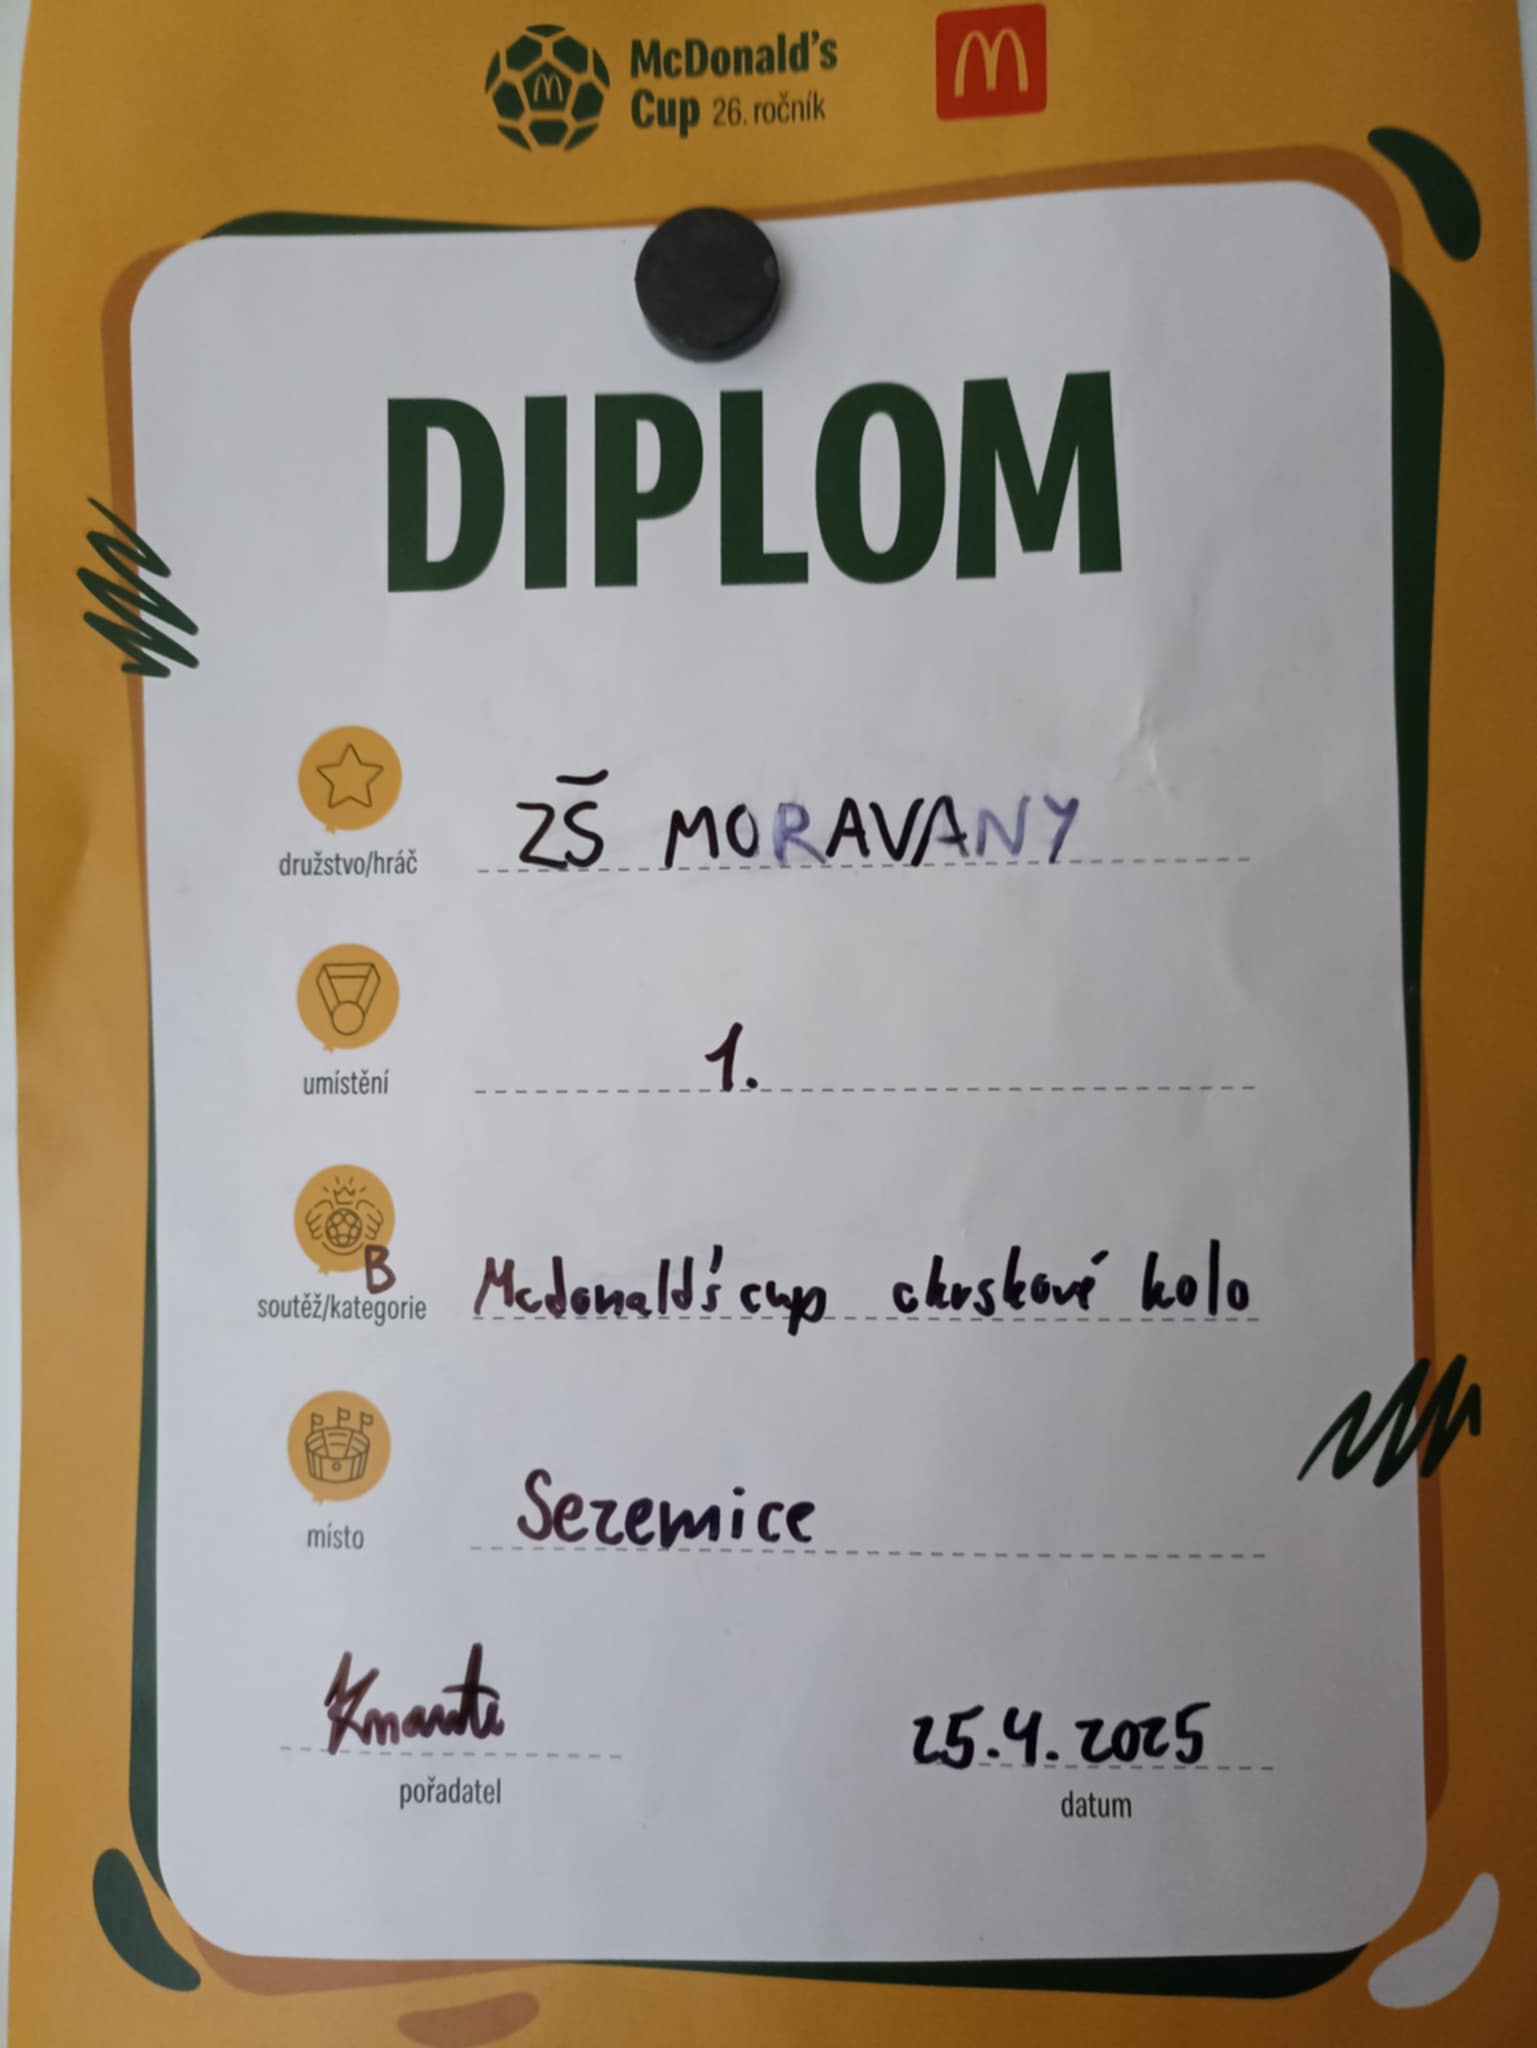 McDonald's
Cup 26. ročník
DIPLOM
družstvo/hráč ZŠ MORAVANY
umístění 1.
soutěž/kategorie B Mcdonald's cup okrskové kolo
místo Sezemice
25.4.2025
pořadatel datum